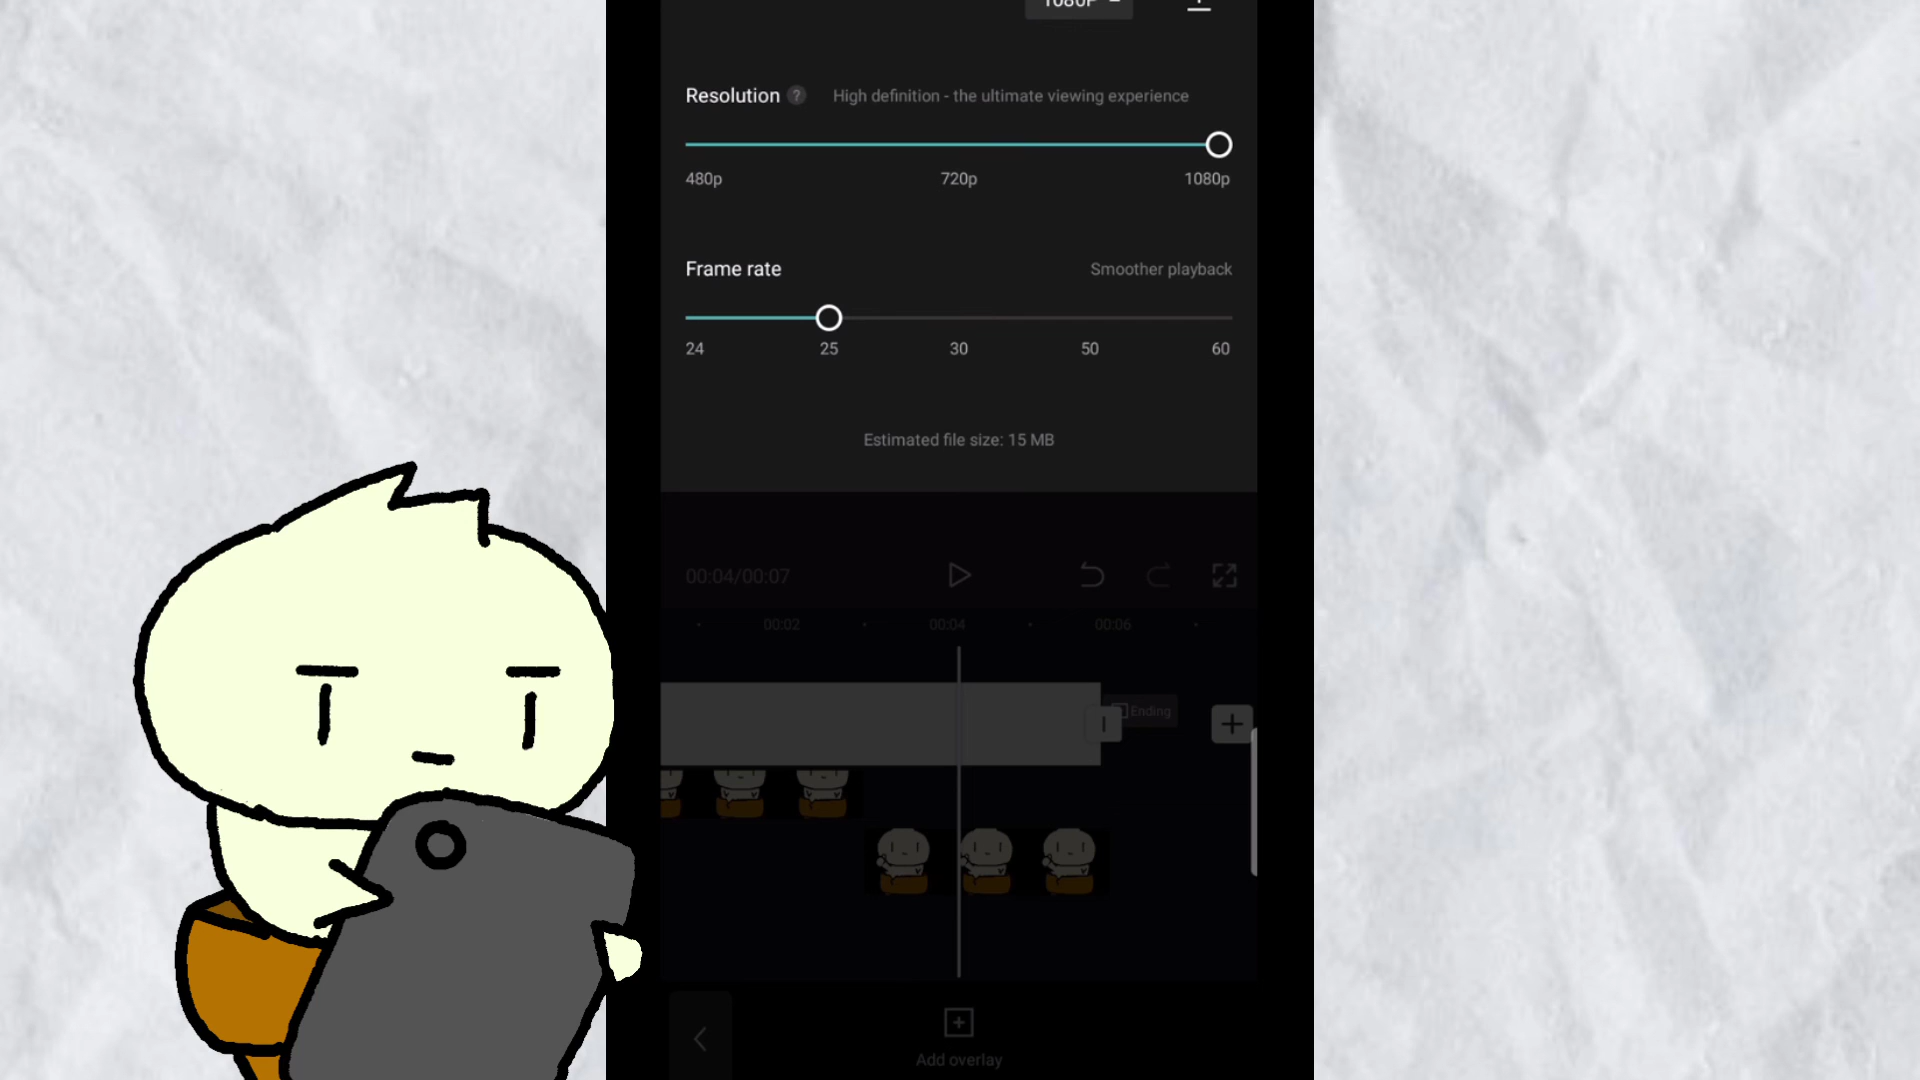 1080P
Resolution ? High definition - the ultimate viewing experience
480p 720p 1080p
Frame rate Smoother playback
24 25 30 50 60
Estimated file size: 15 MB
00:04/00:07
00:02 00:04 00:06
Ending
Add overlay